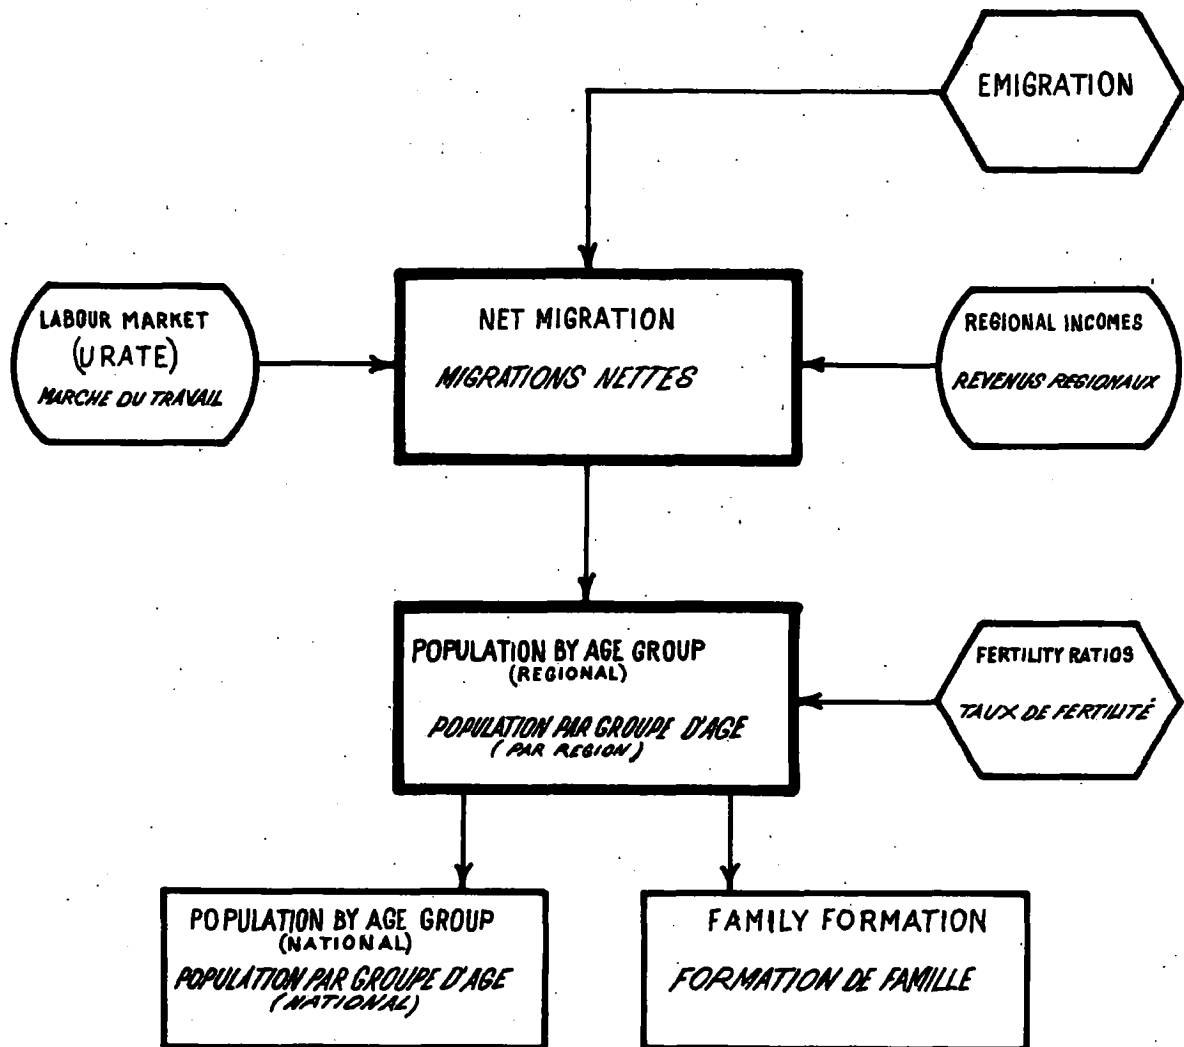 EMIGRATION
LABOUR MARKET
(URATE)
MARCHE DU TRAVAIL
NET MIGRATION
MIGRATIONS NETTES
REGIONAL INCOMES
REVENUS REGIONAUX
POPULATION BY AGE GROUP
(REGIONAL)
POPULATION PAR GROUPE D'AGE
(PAR REGION)
FERTILITY RATIOS
TAUX DE FERTILITÉ
POPULATION BY AGE GROUP
(NATIONAL)
POPULATION PAR GROUPE D'AGE
(NATIONAL)
FAMILY FORMATION
FORMATION DE FAMILLE